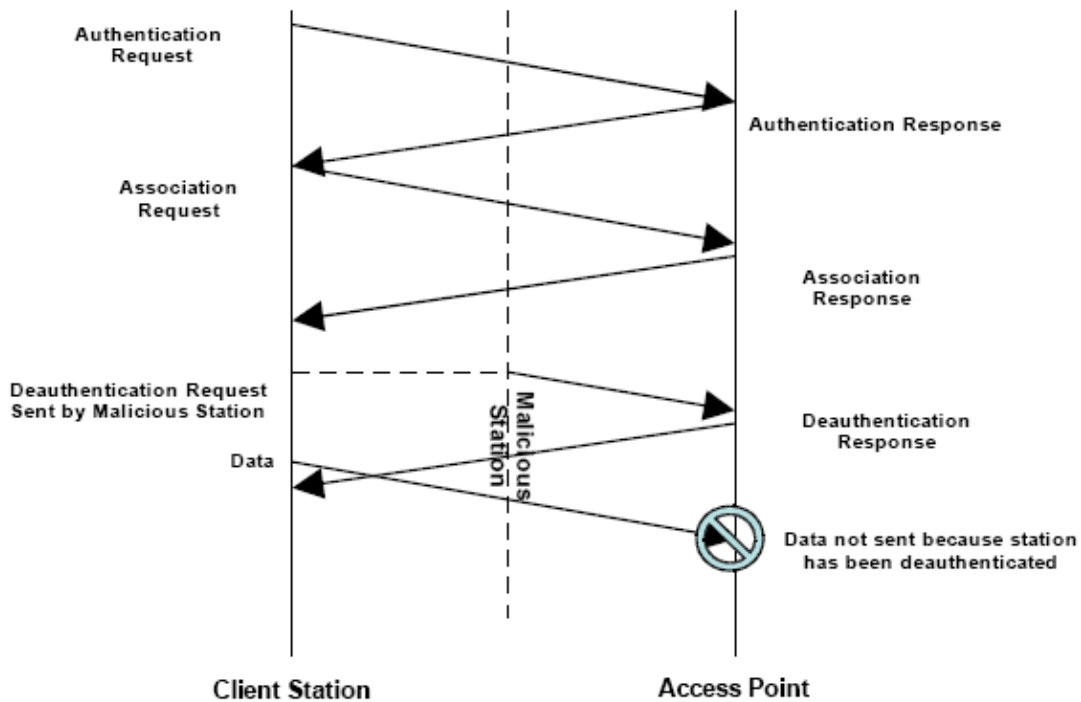 Authentication
Request
Authentication Response
Association
Request
Association
Response
Deauthentication Request
Sent by Malicious Station
Malicious
Station
Deauthentication
Response
Data
Data not sent because station
has been deauthenticated
Client Station
Access Point